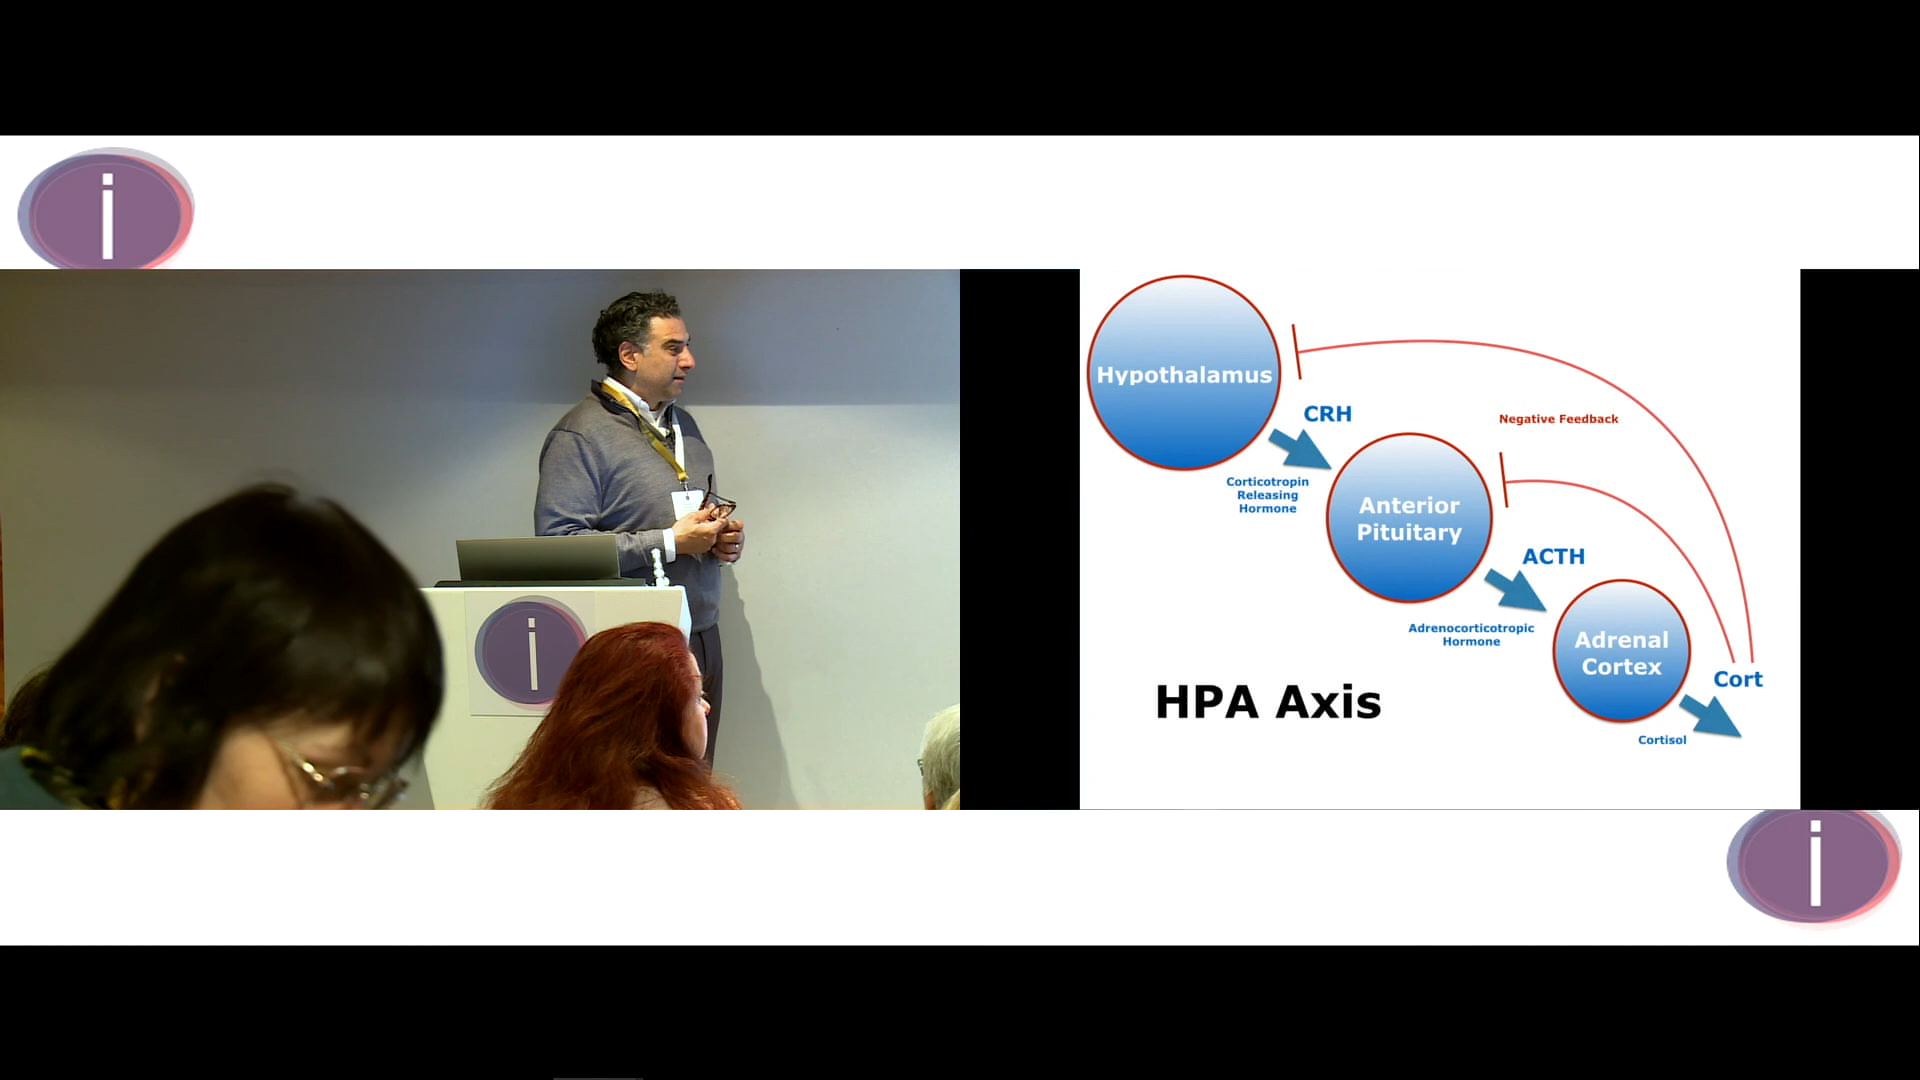 i
Hypothalamus
CRH
Negative Feedback
Corticotropin
Releasing
Hormone
Anterior
Pituitary
ACTH
Adrenocorticotropic
Hormone
Adrenal
Cortex
Cort
HPA Axis
Cortisol
i
i